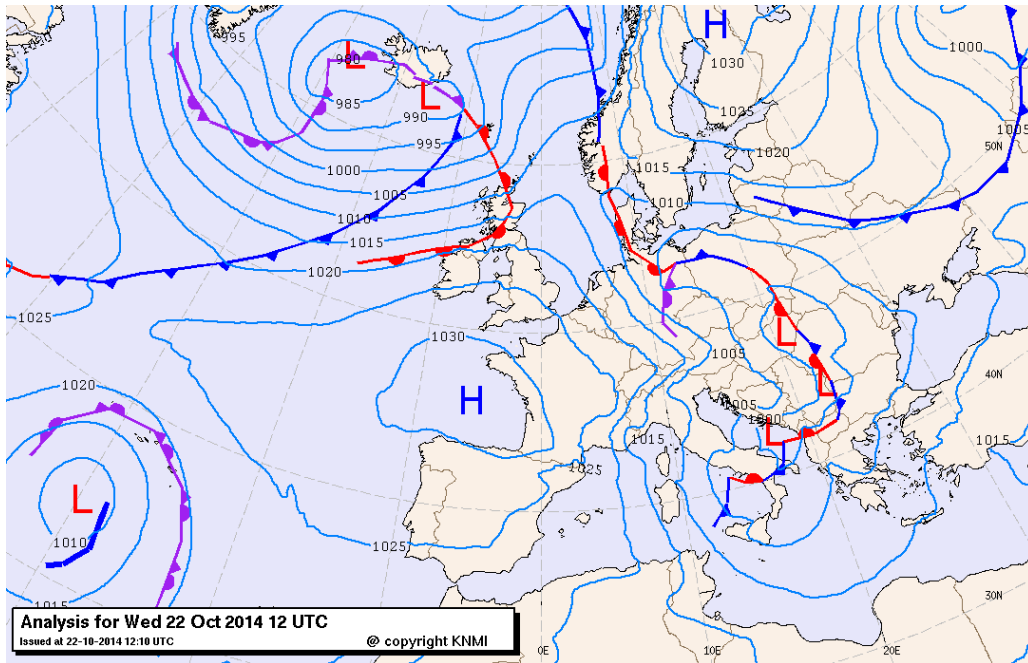 995
L
980
985
L
990
995
1000
1005
1010
1015
1020
1025
H
1030
1025
1020
1015
1010
1000
1005
50N
1030
H
L
1005
L
1005
1000
L
1015
1025
1025
40N
1015
1020
L
1010
1015
30N
Analysis for Wed 22 Oct 2014 12 UTC
Issued at 22-10-2014 12:10 UTC
@ copyright KNMI
0E
10E
20E